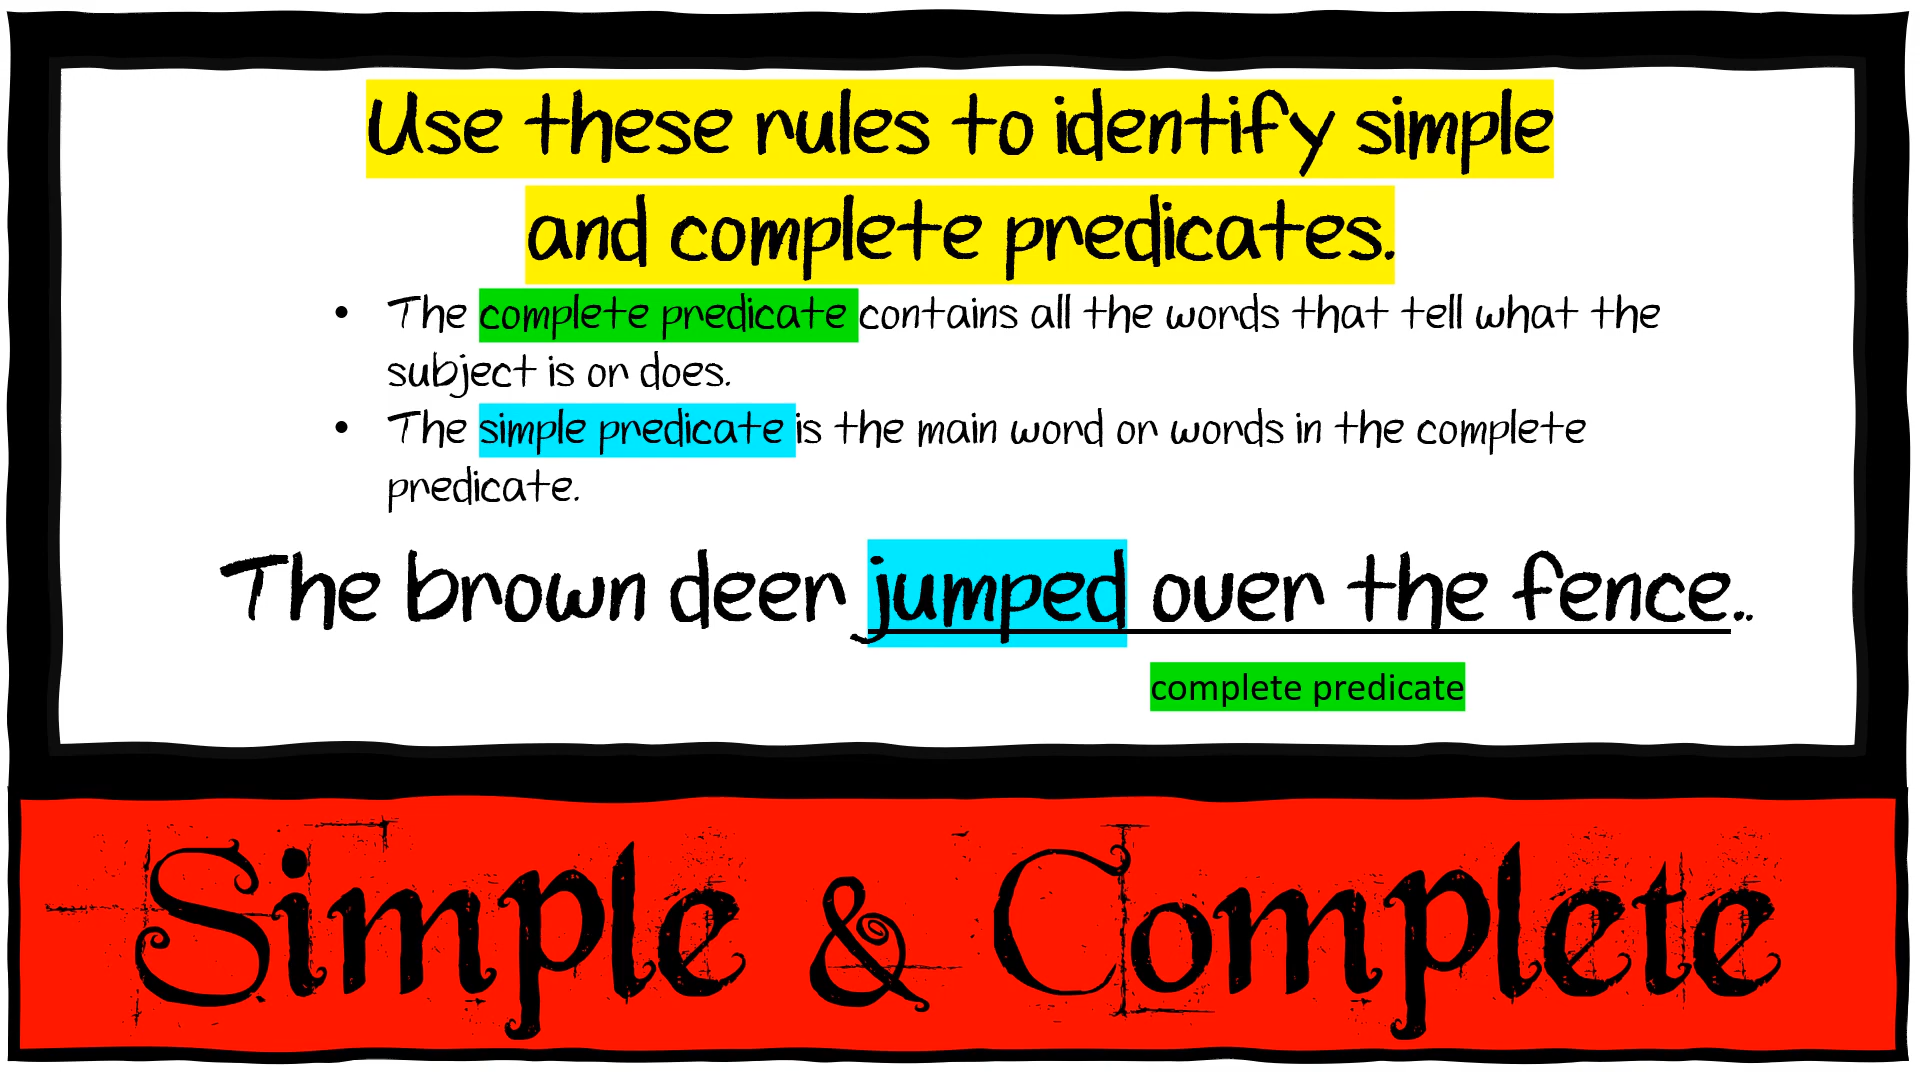 Use these rules to identify simple
and complete predicates.
• The complete predicate contains all the words that tell what the
subject is or does.
• The simple predicate is the main word or words in the complete
predicate.
The brown deer jumped over the fence..
complete predicate
Simple & Complete